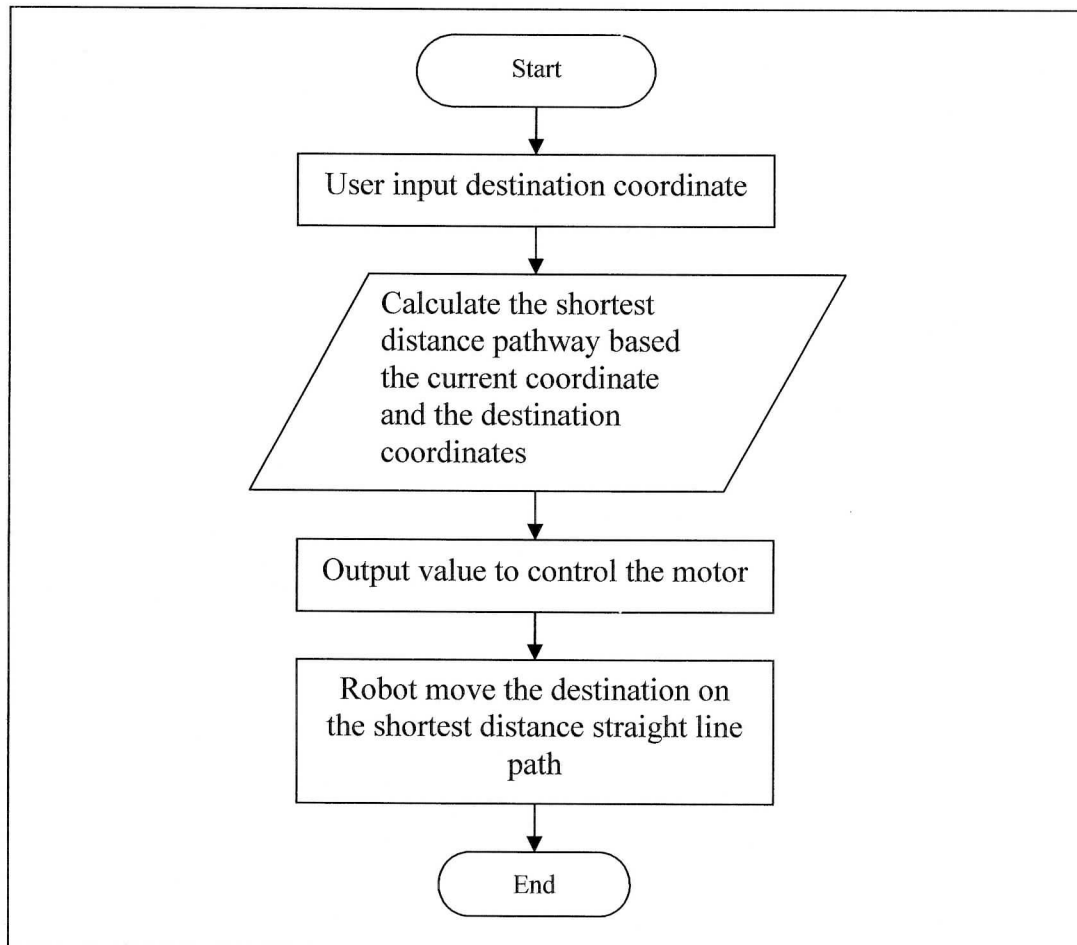 Start
User input destination coordinate
Calculate the shortest
distance pathway based
the current coordinate
and the destination
coordinates
Output value to control the motor
Robot move the destination on
the shortest distance straight line
path
End